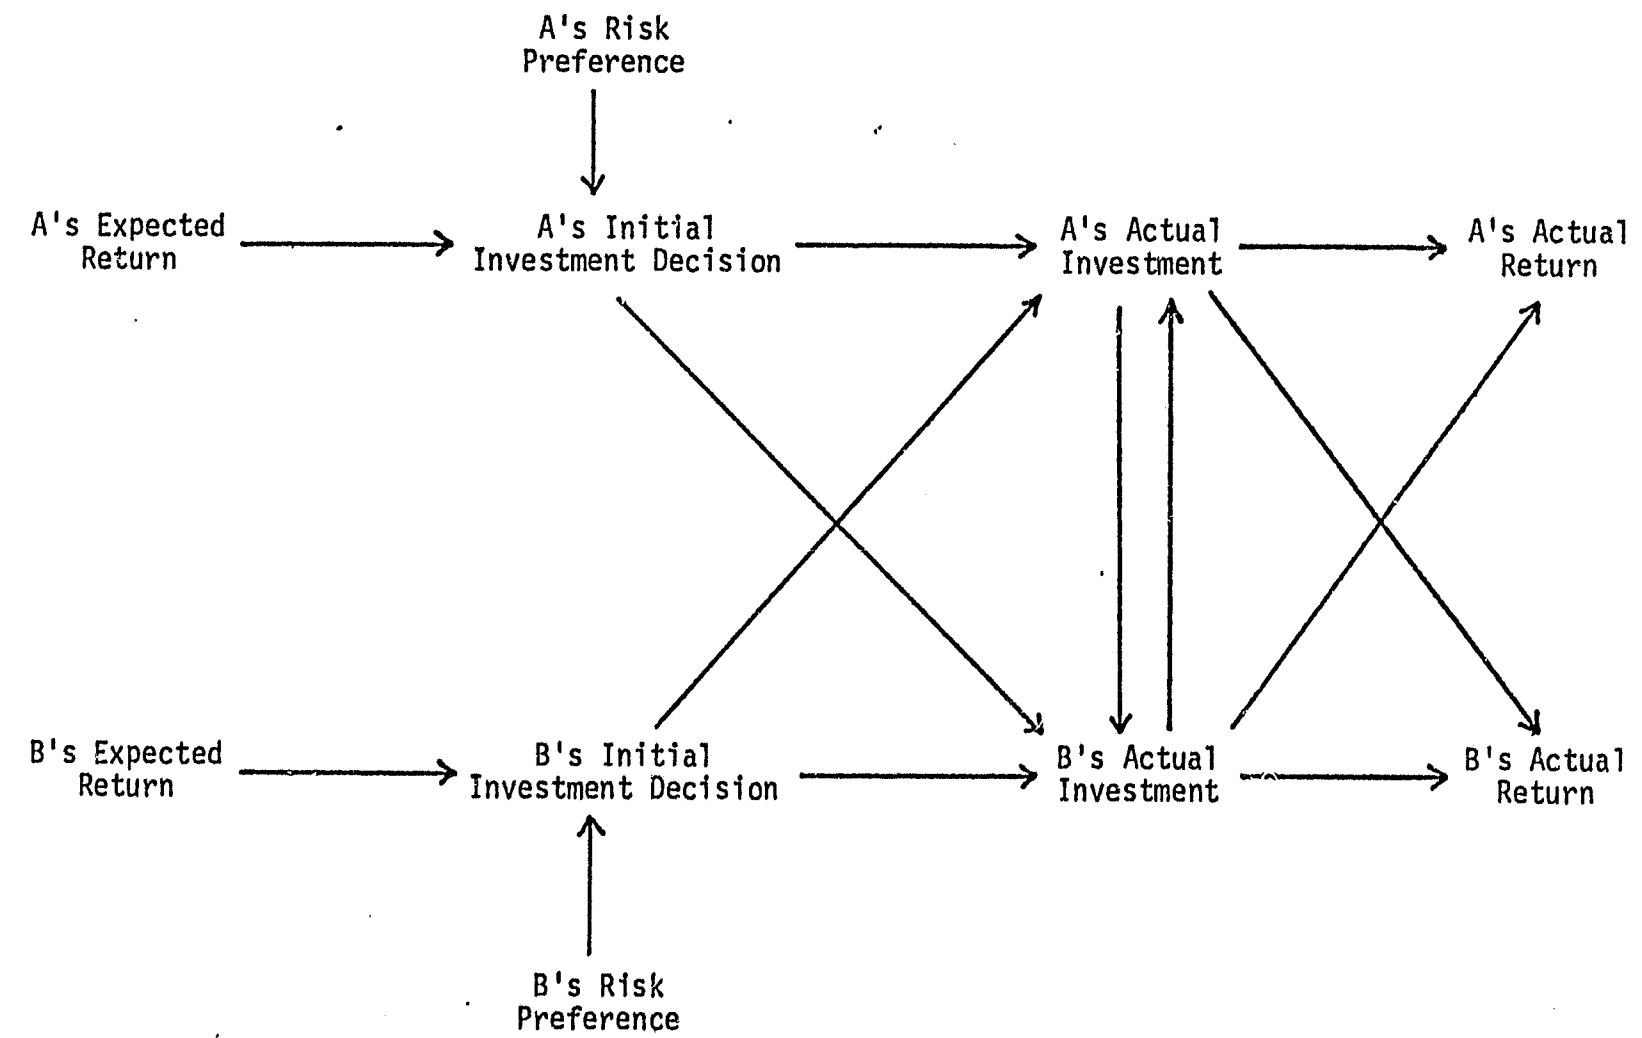 A's Risk
Preference
A's Expected
Return
A's Initial
Investment Decision
A's Actual
Investment
A's Actual
Return
B's Expected
Return
B's Initial
Investment Decision
B's Actual
Investment
B's Actual
Return
B's Risk
Preference